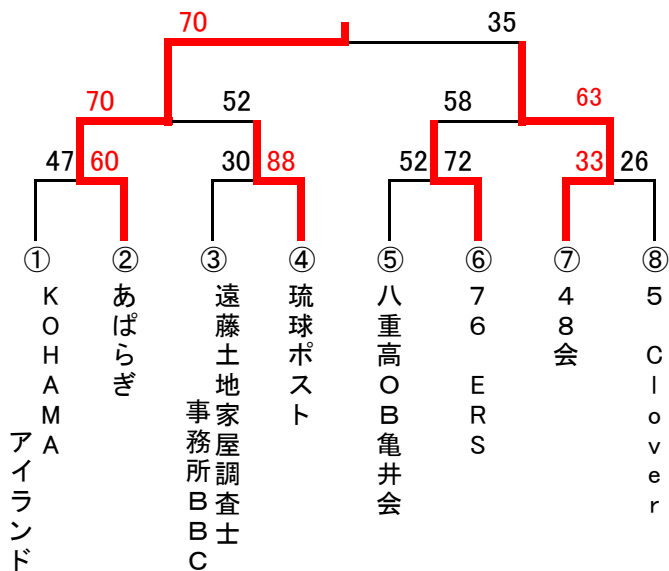 70 35
70 52 58 63
47 60 30 88 52 72 33 26
① ② ③ ④ ⑤ ⑥ ⑦ ⑧
KOHAMA
アイランド
あぱらぎ
遠藤土地家屋調査士
事務所BBC
琉球ポスト
八重高OB亀井会
76 ERS
48会
5 Clover